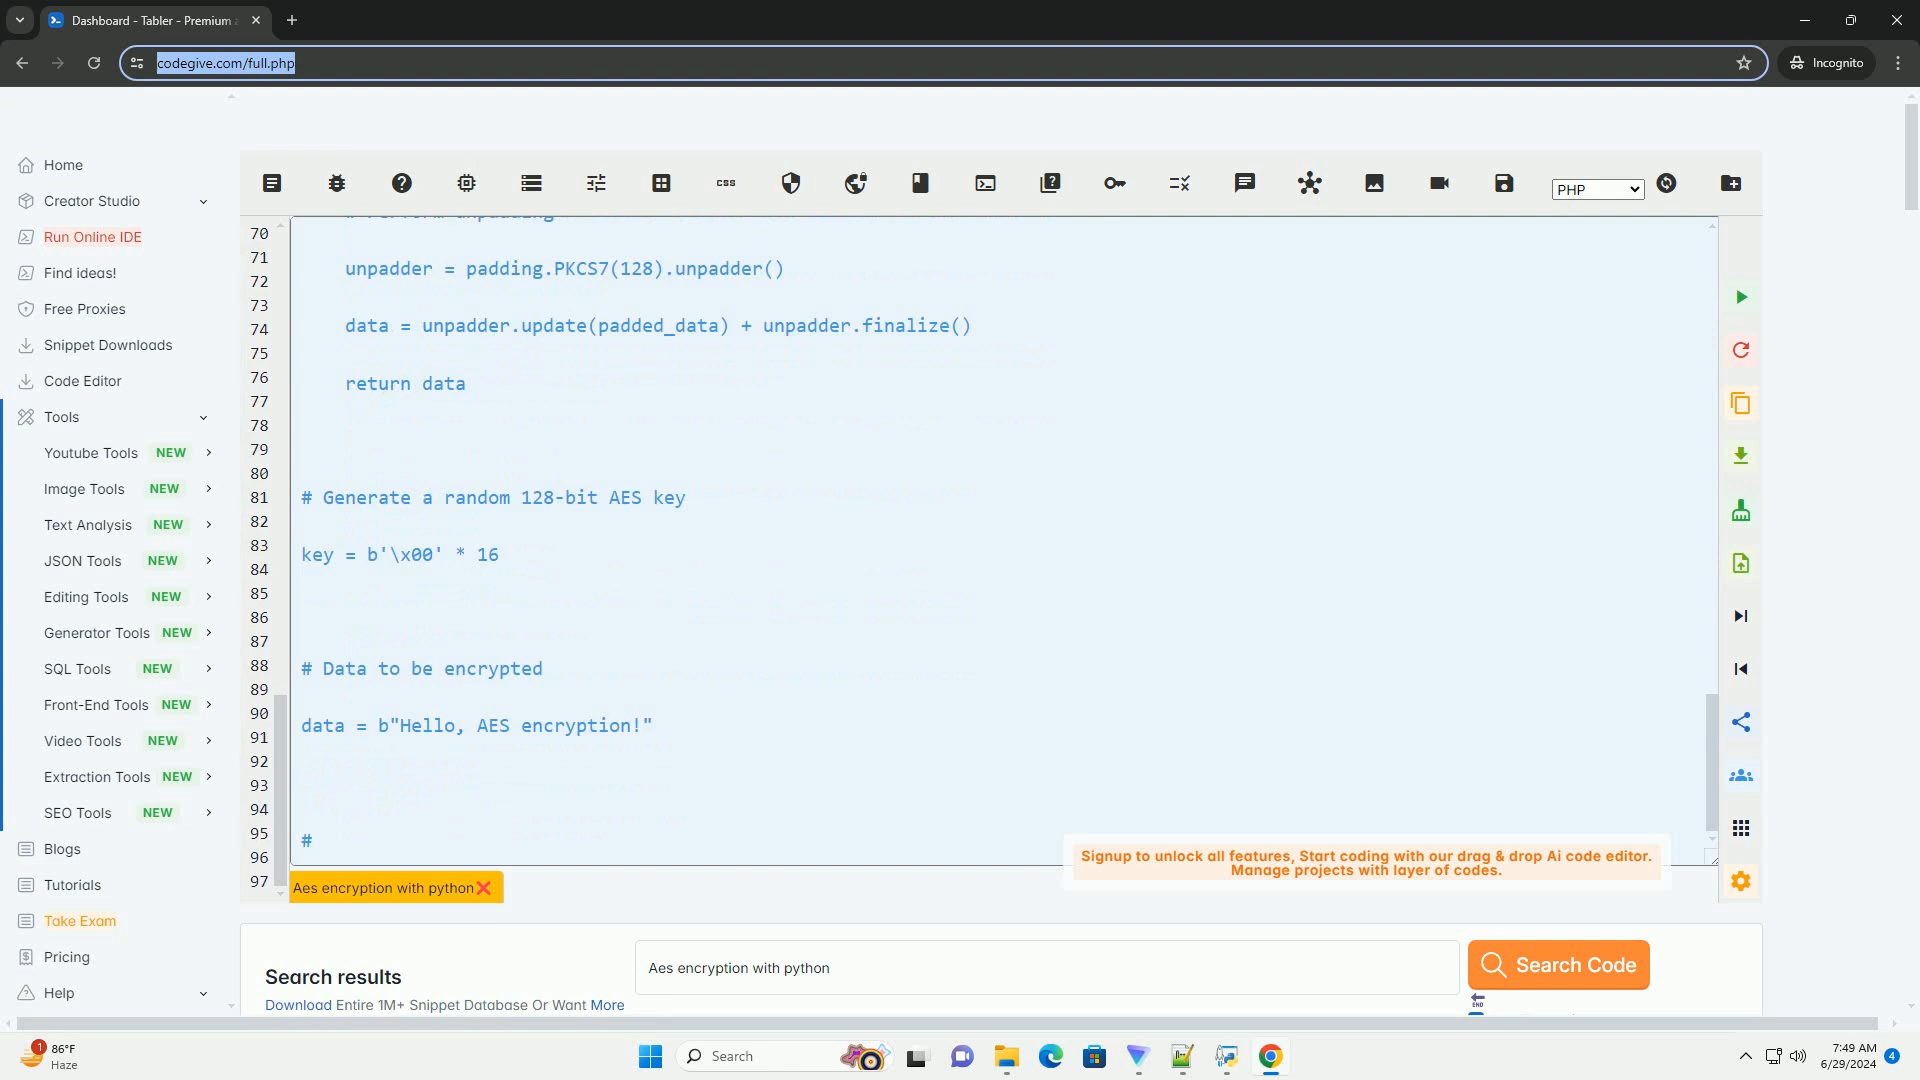 Dashboard - Tabler - Premium
codegive.com/full.php
Incognito
Home
Creator Studio
Run Online IDE
Find ideas!
Free Proxies
Snippet Downloads
Code Editor
Tools
Youtube Tools NEW
Image Tools NEW
Text Analysis NEW
JSON Tools NEW
Editing Tools NEW
Generator Tools NEW
SQL Tools NEW
Front-End Tools NEW
Video Tools NEW
Extraction Tools NEW
SEO Tools NEW
Blogs
Tutorials
Take Exam
Pricing
Help
css
PHP
70
71
72
73
74
75
76
77
78
79
80
81
82
83
84
85
86
87
88
89
90
91
92
93
94
95
96
97
unpadder = padding.PKCS7(128).unpadder()
data = unpadder.update(padded_data) + unpadder.finalize()
return data
# Generate a random 128-bit AES key
key = b'\x00' * 16
# Data to be encrypted
data = b"Hello, AES encryption!"
#
Signup to unlock all features, Start coding with our drag & drop Ai code editor.
Manage projects with layer of codes.
Aes encryption with python
Search results
Download Entire 1M+ Snippet Database Or Want More
Aes encryption with python
Search Code
END
1
86°F
Haze
Search
7:49 AM
6/29/2024
4